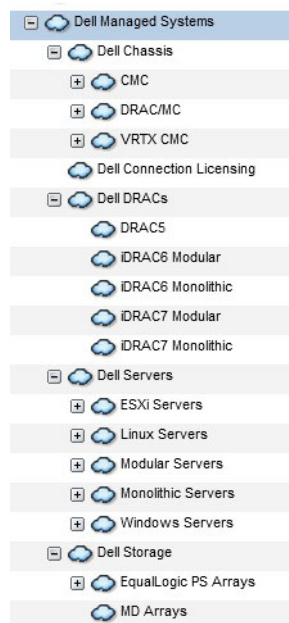 Dell Managed Systems
Dell Chassis
CMC
DRAC/MC
VRTX CMC
Dell Connection Licensing
Dell DRACs
DRAC5
iDRAC6 Modular
iDRAC6 Monolithic
iDRAC7 Modular
iDRAC7 Monolithic
Dell Servers
ESXi Servers
Linux Servers
Modular Servers
Monolithic Servers
Windows Servers
Dell Storage
EqualLogic PS Arrays
MD Arrays